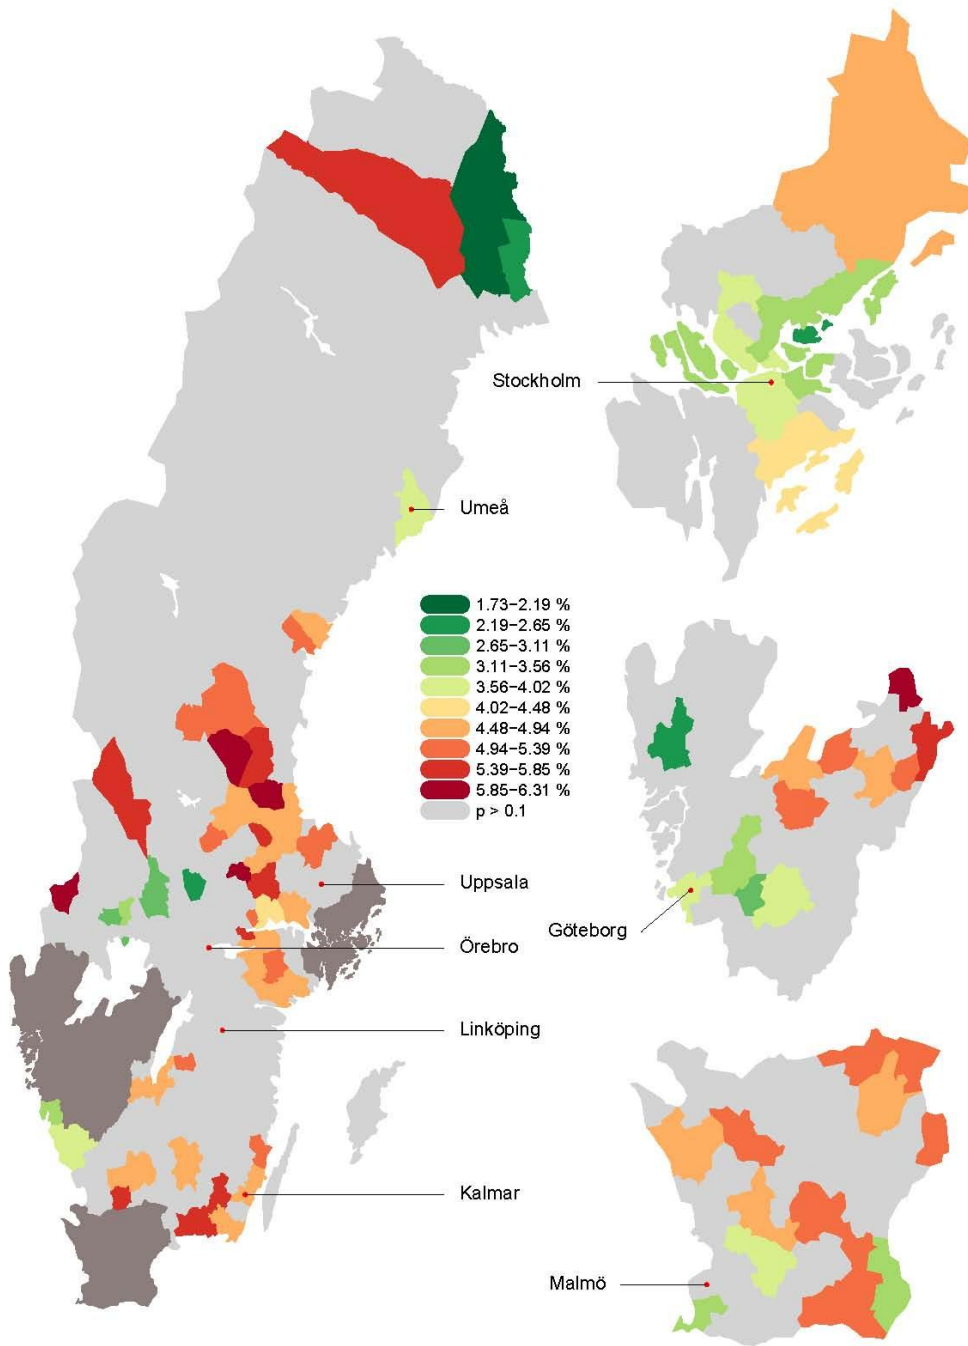 Stockholm
Umeå
1.73–2.19 %
2.19–2.65 %
2.65–3.11 %
3.11–3.56 %
3.56–4.02 %
4.02–4.48 %
4.48–4.94 %
4.94–5.39 %
5.39–5.85 %
5.85–6.31 %
p > 0.1
Uppsala
Göteborg
Örebro
Linköping
Kalmar
Malmö